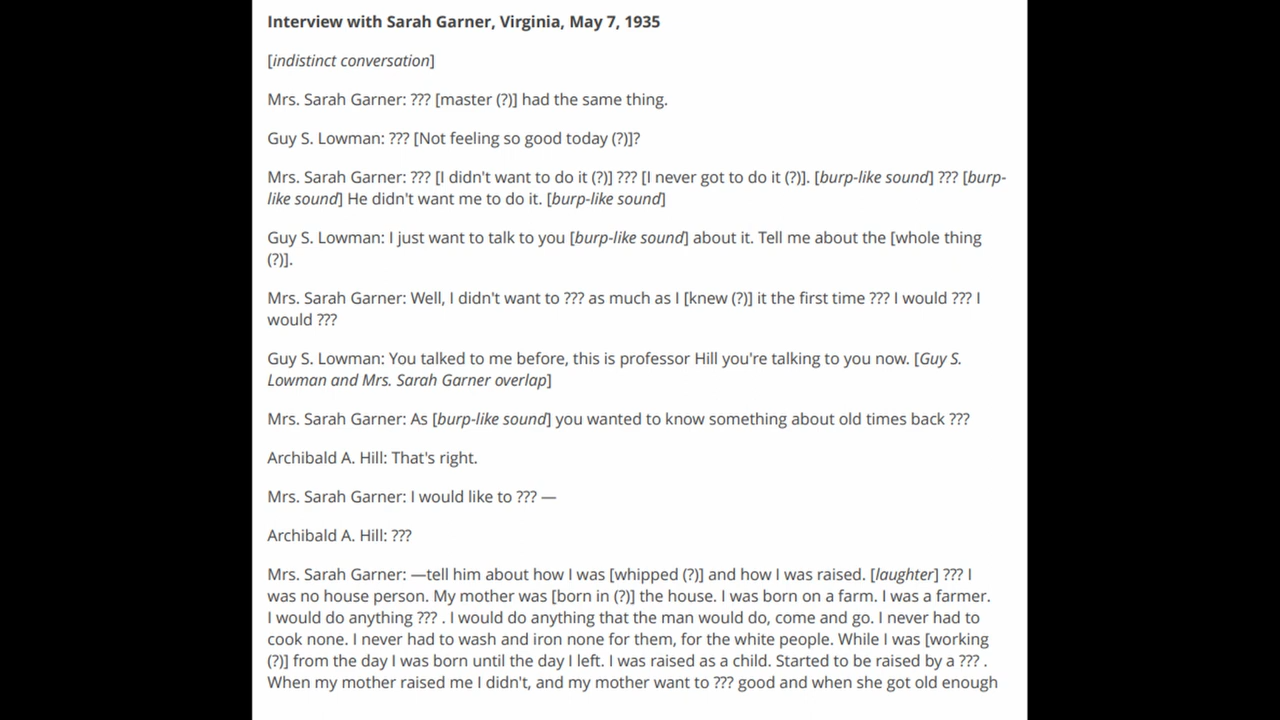 Interview with Sarah Garner, Virginia, May 7, 1935
[indistinct conversation]
Mrs. Sarah Garner: ??? [master (?)] had the same thing.
Guy S. Lowman: ??? [Not feeling so good today (?)]?
Mrs. Sarah Garner: ??? [I didn't want to do it (?)] ??? [I never got to do it (?)]. [burp-like sound] ??? [burp-
like sound] He didn't want me to do it. [burp-like sound]
Guy S. Lowman: I just want to talk to you [burp-like sound] about it. Tell me about the [whole thing
(?)].
Mrs. Sarah Garner: Well, I didn't want to ??? as much as I [knew (?)] it the first time ??? I would ??? I
would ???
Guy S. Lowman: You talked to me before, this is professor Hill you're talking to you now. [Guy S.
Lowman and Mrs. Sarah Garner overlap]
Mrs. Sarah Garner: As [burp-like sound] you wanted to know something about old times back ???
Archibald A. Hill: That's right.
Mrs. Sarah Garner: I would like to ??? —
Archibald A. Hill: ???
Mrs. Sarah Garner: —tell him about how I was [whipped (?)] and how I was raised. [laughter] ??? I
was no house person. My mother was [born in (?)] the house. I was born on a farm. I was a farmer.
I would do anything ??? . I would do anything that the man would do, come and go. I never had to
cook none. I never had to wash and iron none for them, for the white people. While I was [working
(?)] from the day I was born until the day I left. I was raised as a child. Started to be raised by a ??? .
When my mother raised me I didn't, and my mother want to ??? good and when she got old enough